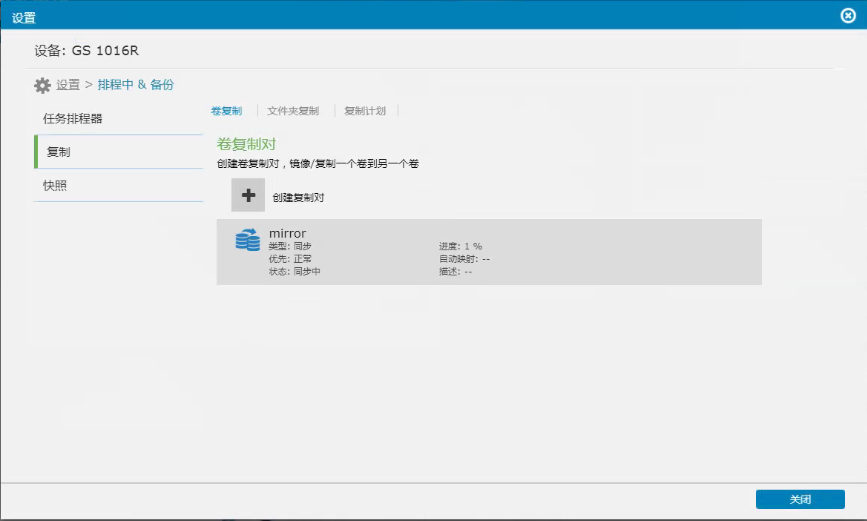 设置
设备: GS 1016R
设置 > 排程中 & 备份
任务排程器
复制
快照
卷复制 文件夹复制 复制计划
卷复制对
创建卷复制对，镜像/复制一个卷到另一个卷
创建复制对
mirror
类型: 同步 进度: 1 %
优先: 正常 自动映射: --
状态: 同步中 描述: --
关闭